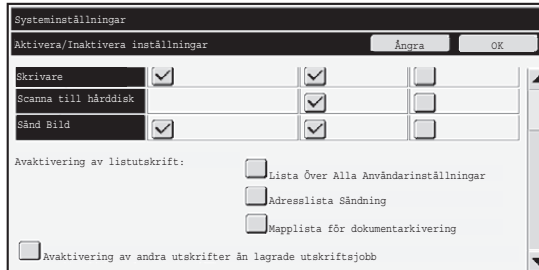 Systeminställningar
Aktivera/Inaktivera inställningar Ångra OK
Skrivare
Scanna till hårddisk
Sänd Bild
Avaktivering av listutskrift:
Lista Över Alla Användarinställningar
Adresslista Sändning
Mapplista för dokumentarkivering
Avaktivering av andra utskrifter än lagrade utskriftsjobb